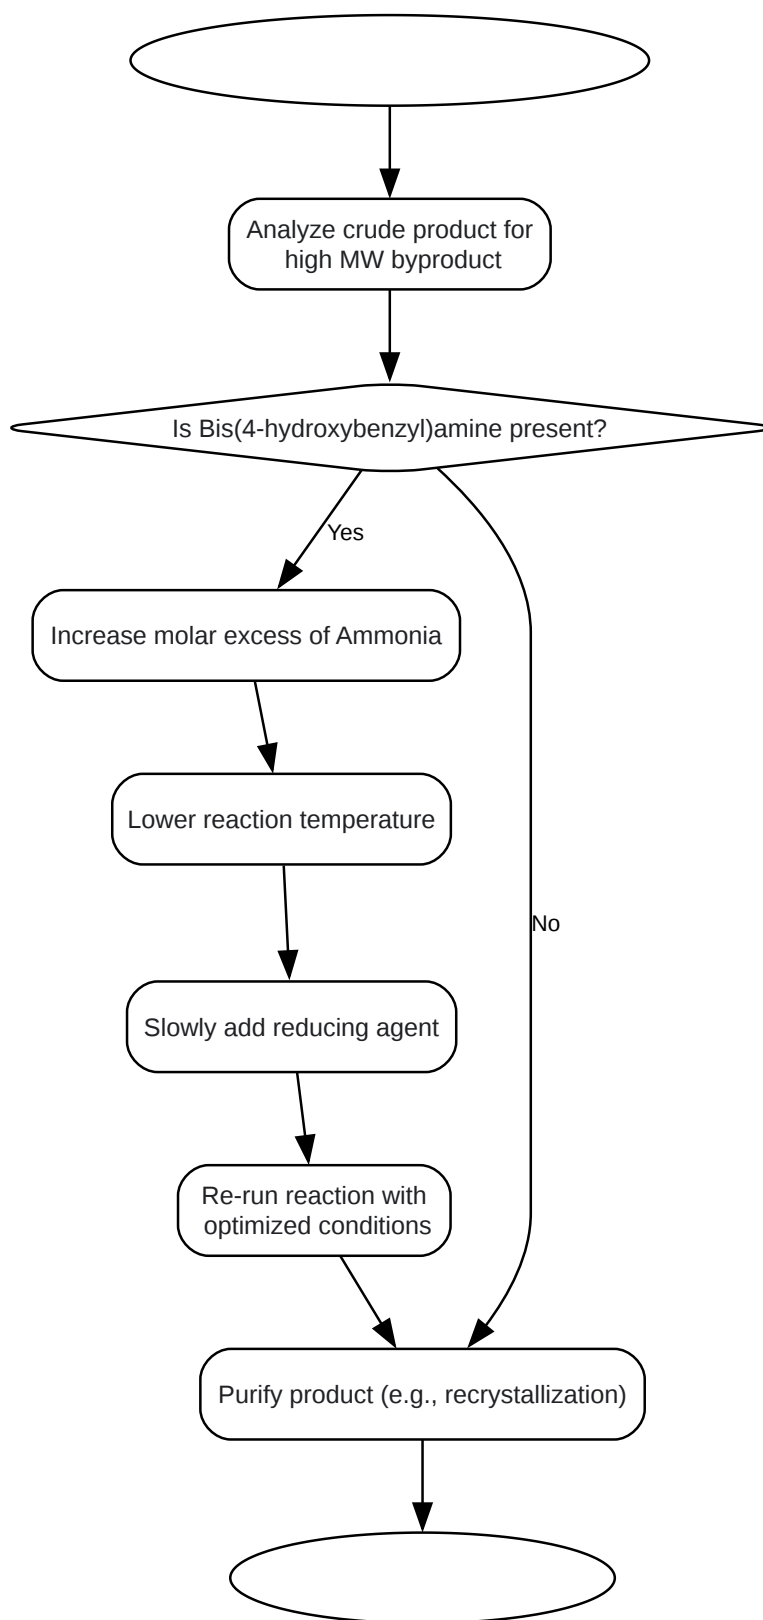 Analyze crude product for
high MW byproduct
Is Bis(4-hydroxybenzyl)amine present?
Yes
Increase molar excess of Ammonia
Lower reaction temperature
No
Slowly add reducing agent
Re-run reaction with
optimized conditions
Purify product (e.g., recrystallization)